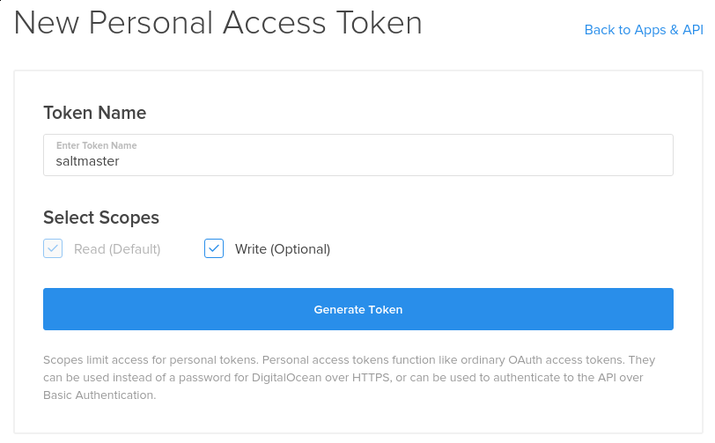 New Personal Access Token
Back to Apps & API
Token Name
Enter Token Name
saltmaster
Select Scopes
Read (Default)
Write (Optional)
Generate Token
Scopes limit access for personal tokens. Personal access tokens function like ordinary OAuth access tokens. They
can be used instead of a password for DigitalOcean over HTTPS, or can be used to authenticate to the API over
Basic Authentication.